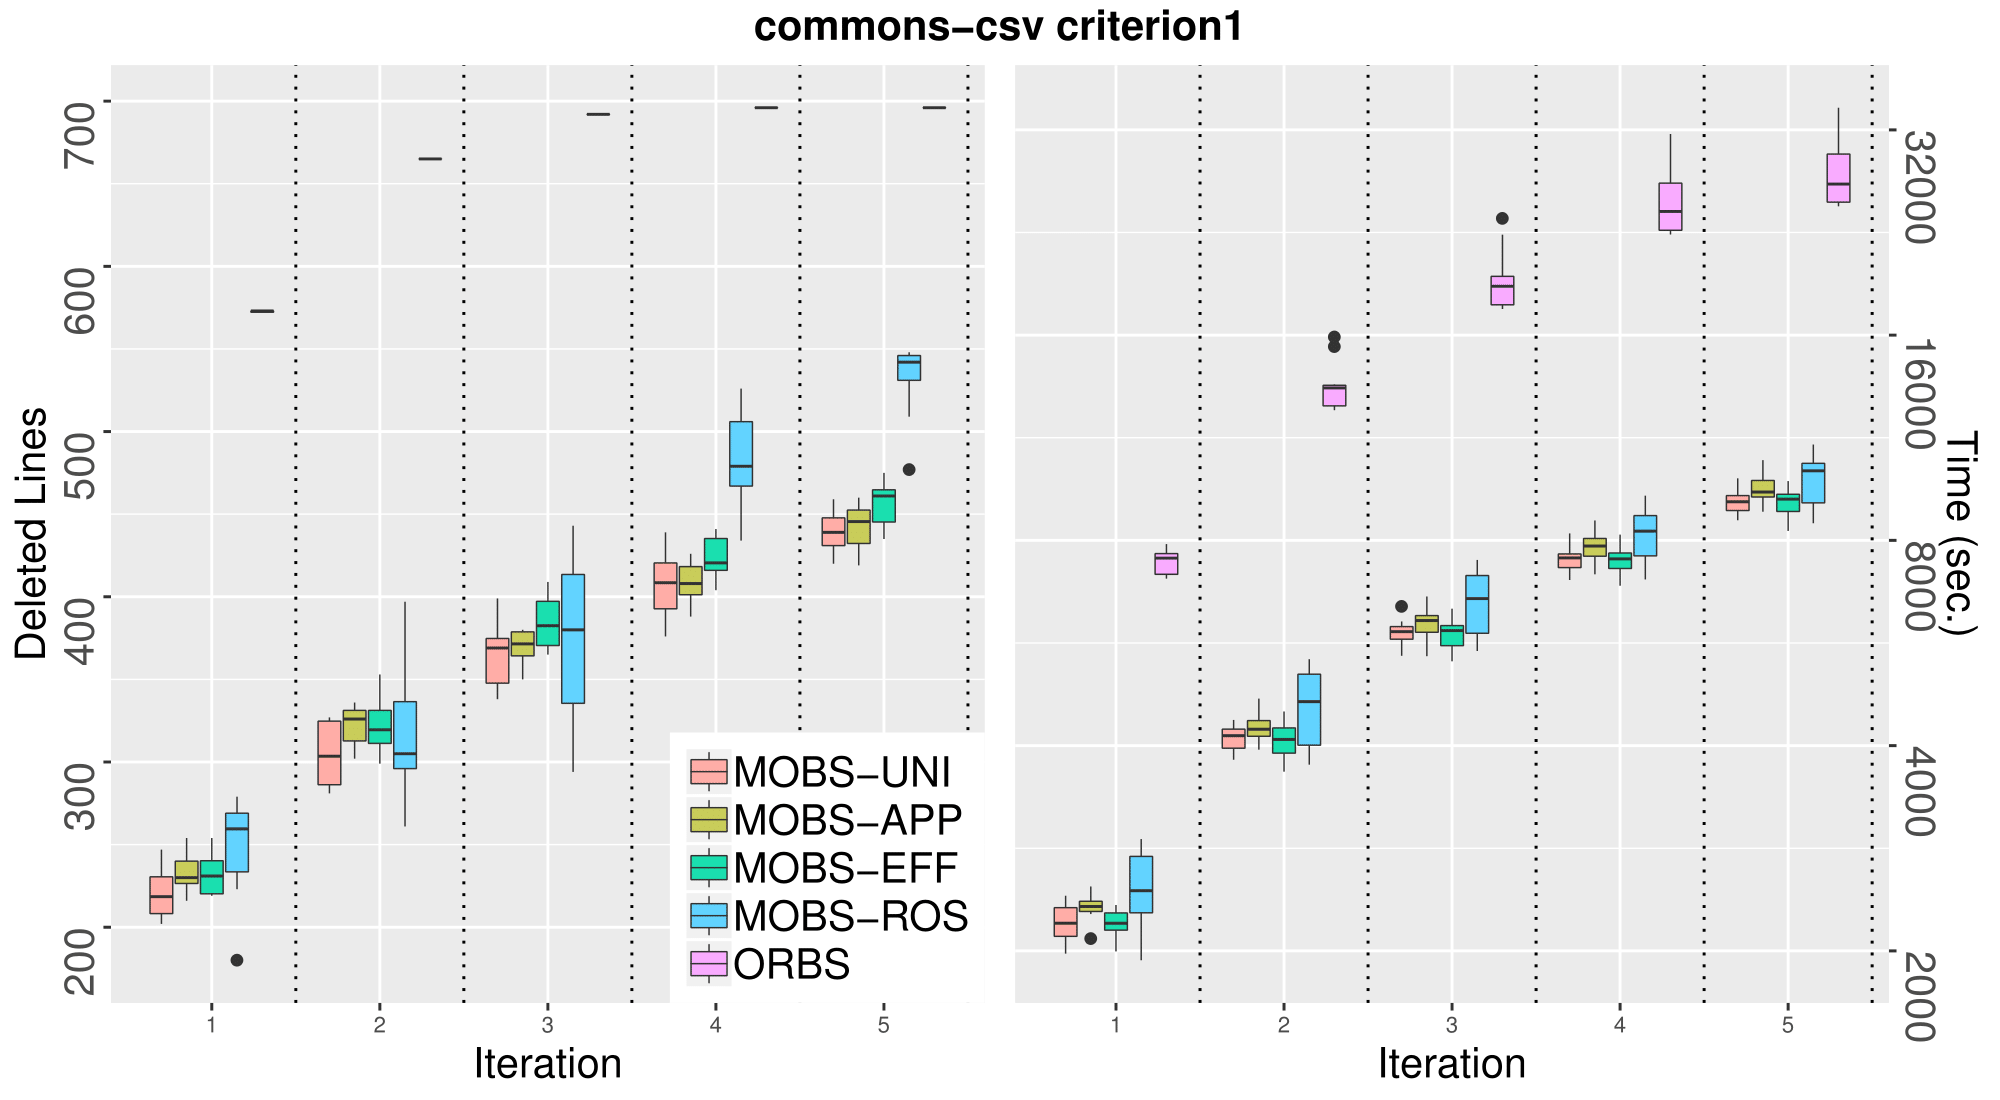 commons−csv criterion1
Deleted Lines
700
600
500
400
300
200
1 2 3 4 5
Iteration
MOBS−UNI
MOBS−APP
MOBS−EFF
MOBS−ROS
ORBS
1 2 3 4 5
Iteration
32000
16000
8000
4000
2000
Time (sec.)